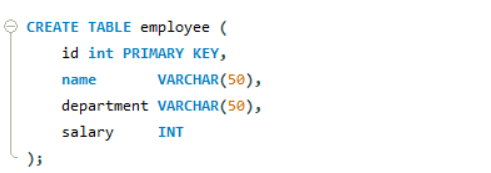 CREATE TABLE employee (
    id int PRIMARY KEY,
    name       VARCHAR(50),
    department VARCHAR(50),
    salary     INT
);